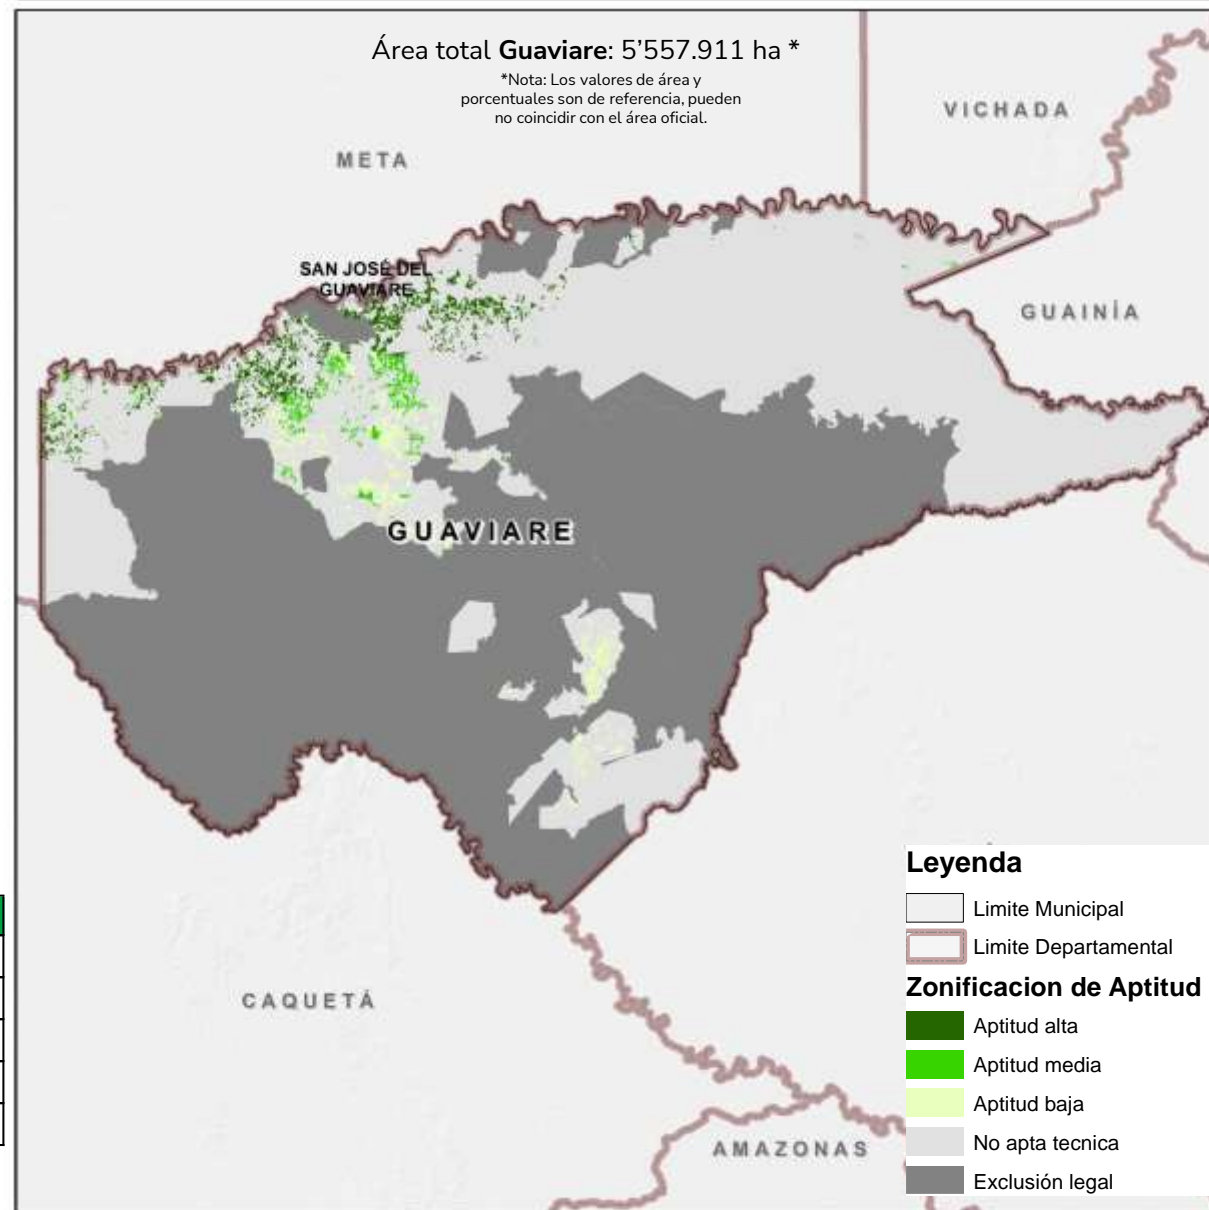 Área total Guaviare: 5’557.911 ha *
*Nota: Los valores de área y
porcentuales son de referencia, pueden
no coincidir con el área oficial.
VICHADA
META
SAN JOSÉ DEL
GUAVIARE
GUAINÍA
GUAVIARE
CAQUETÁ
AMAZONAS
Leyenda
Limite Municipal
Limite Departamental
Zonificacion de Aptitud
Aptitud alta
Aptitud media
Aptitud baja
No apta tecnica
Exclusión legal